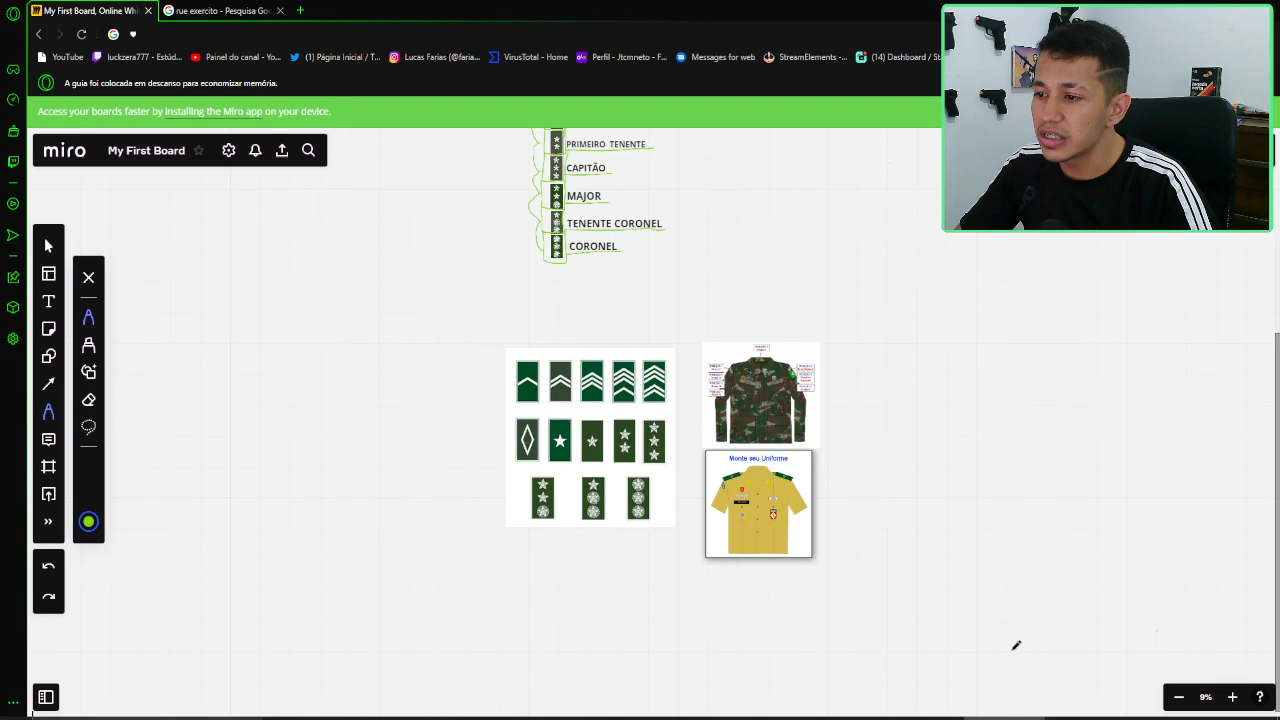 My First Board, Online Wh
rue exercito - Pesquisa Goo
YouTube
luckzera777 - Estúd...
Painel do canal - Yo...
(1) Página inicial / T...
Lucas Farias (@faria...
VirusTotal - Home
Perfil - Jtcmneto - F...
Messages for web
StreamElements -...
(14) Dashboard / St
A guia foi colocada em descanso para economizar memória.
Access your boards faster by installing the Miro app on your device.
miro
My First Board
PRIMEIRO TENENTE
CAPITÃO
MAJOR
TENENTE CORONEL
CORONEL
Monte seu Uniforme
9%